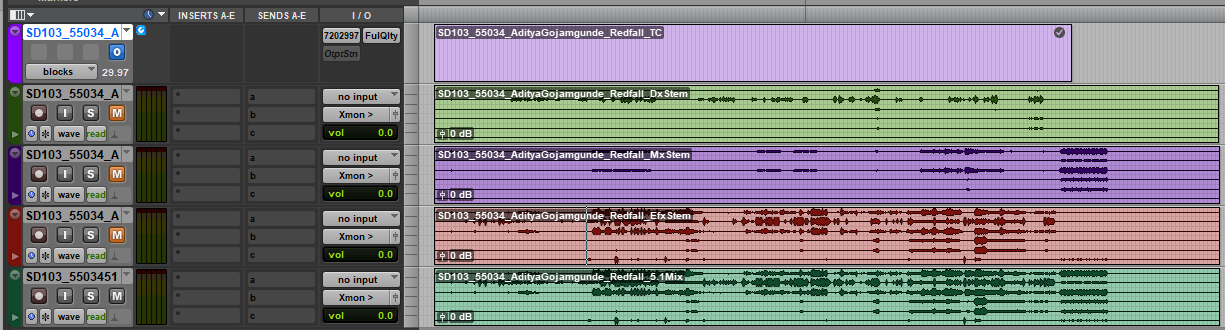 INSERTS A-E SENDS A-E I / O
SD103_55034_A
7202997 FulQlty
O
OtptStn
blocks 29.97
SD103_55034_AdityaGojamgunde_Redfall_TC
SD103_55034_A
a no input
I S M
b Xmon >
wave read c vol 0.0
SD103_55034_AdityaGojamgunde_Redfall_DxStem
0 dB
SD103_55034_A
a no input
I S M
b Xmon >
wave read c vol 0.0
SD103_55034_AdityaGojamgunde_Redfall_MxStem
0 dB
SD103_55034_A
a no input
I S M
b Xmon >
wave read c vol 0.0
SD103_55034_AdityaGojamgunde_Redfall_EfxStem
0 dB
SD103_5503451
a no input
I S M
b Xmon >
wave read c vol 0.0
SD103_55034_AdityaGojamgunde_Redfall_5.1Mix
0 dB